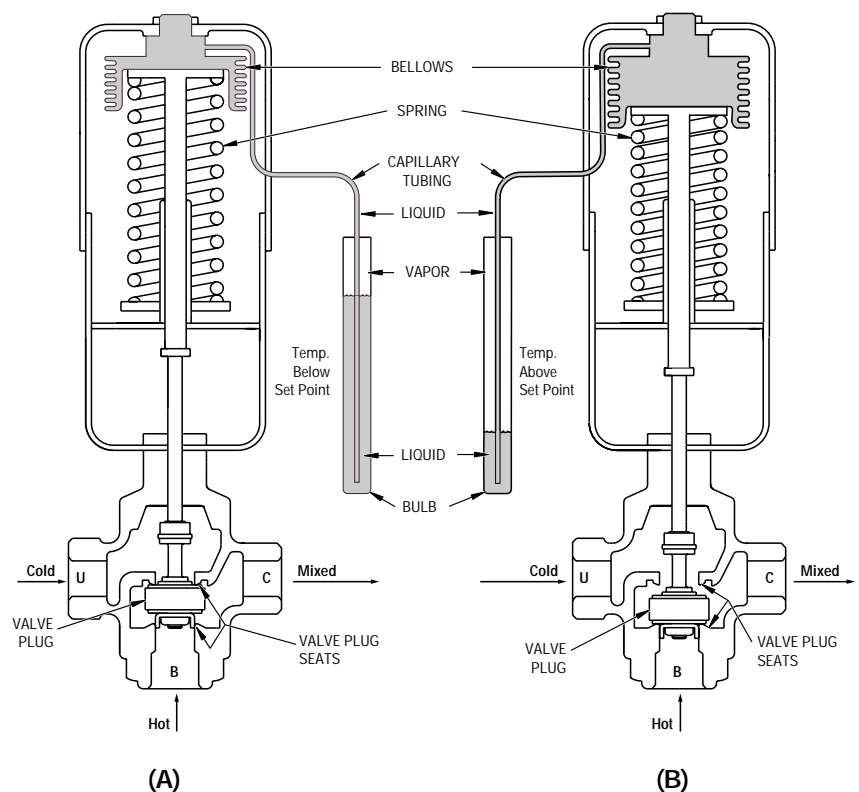 BELLOWS
SPRING
CAPILLARY
TUBING
LIQUID
VAPOR
Temp.
Below
Set Point
Temp.
Above
Set Point
LIQUID
BULB
Cold
U
C
Mixed
Cold
U
C
Mixed
VALVE
PLUG
VALVE PLUG
SEATS
VALVE
PLUG
VALVE PLUG
SEATS
B
B
Hot
Hot
(A)
(B)